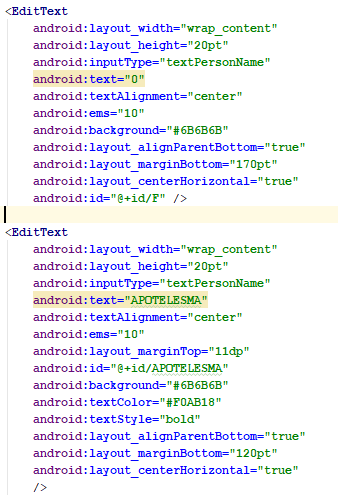 <EditText
android:layout_width="wrap_content"
android:layout_height="20pt"
android:inputType="textPersonName"
android:text="0"
android:textAlignment="center"
android:ems="10"
android:background="#6B6B6B"
android:layout_alignParentBottom="true"
android:layout_marginBottom="170pt"
android:layout_centerHorizontal="true"
android:id="@+id/F" />
<EditText
android:layout_width="wrap_content"
android:layout_height="20pt"
android:inputType="textPersonName"
android:text="APOTELESMA"
android:textAlignment="center"
android:ems="10"
android:layout_marginTop="11dp"
android:id="@+id/APOTELESMA"
android:background="#6B6B6B"
android:textColor="#F0AB18"
android:textStyle="bold"
android:layout_alignParentBottom="true"
android:layout_marginBottom="120pt"
android:layout_centerHorizontal="true"
/>